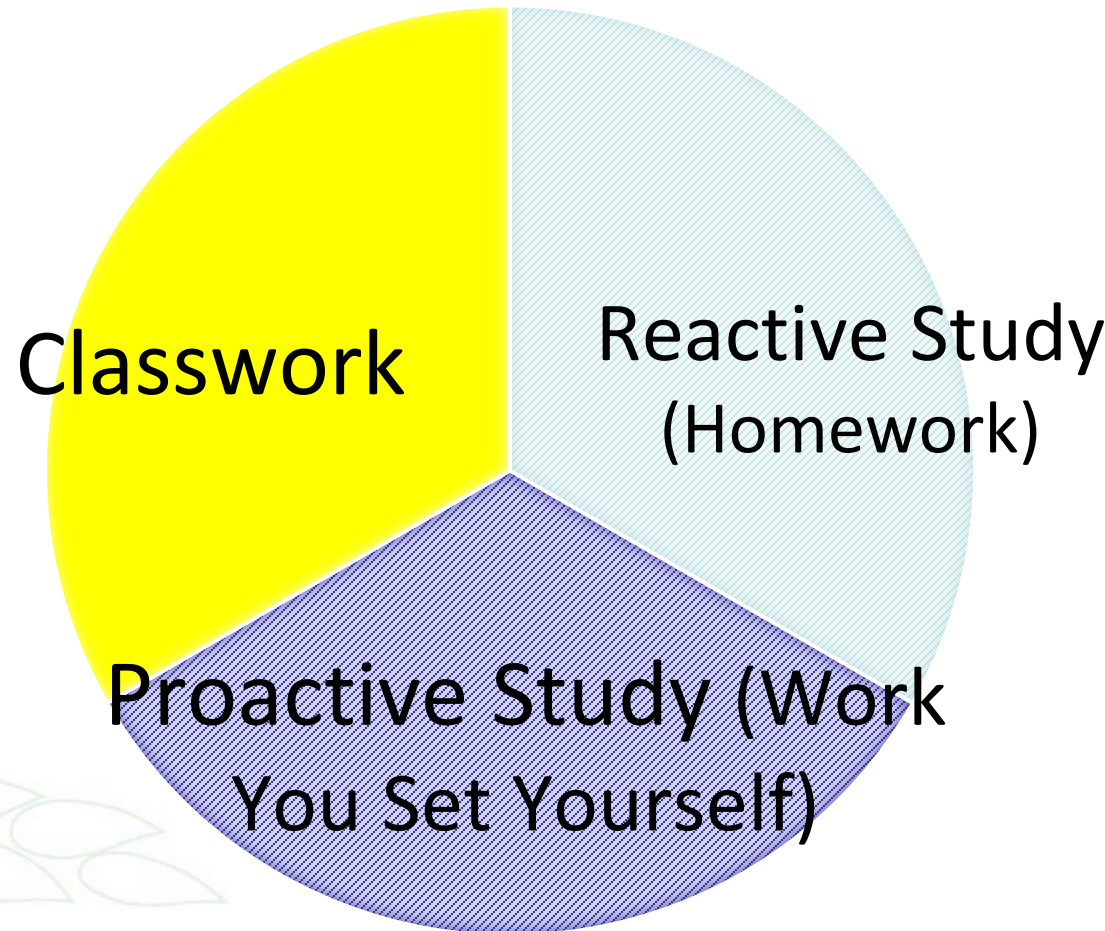 Classwork
Reactive Study
(Homework)
Proactive Study (Work
You Set Yourself)